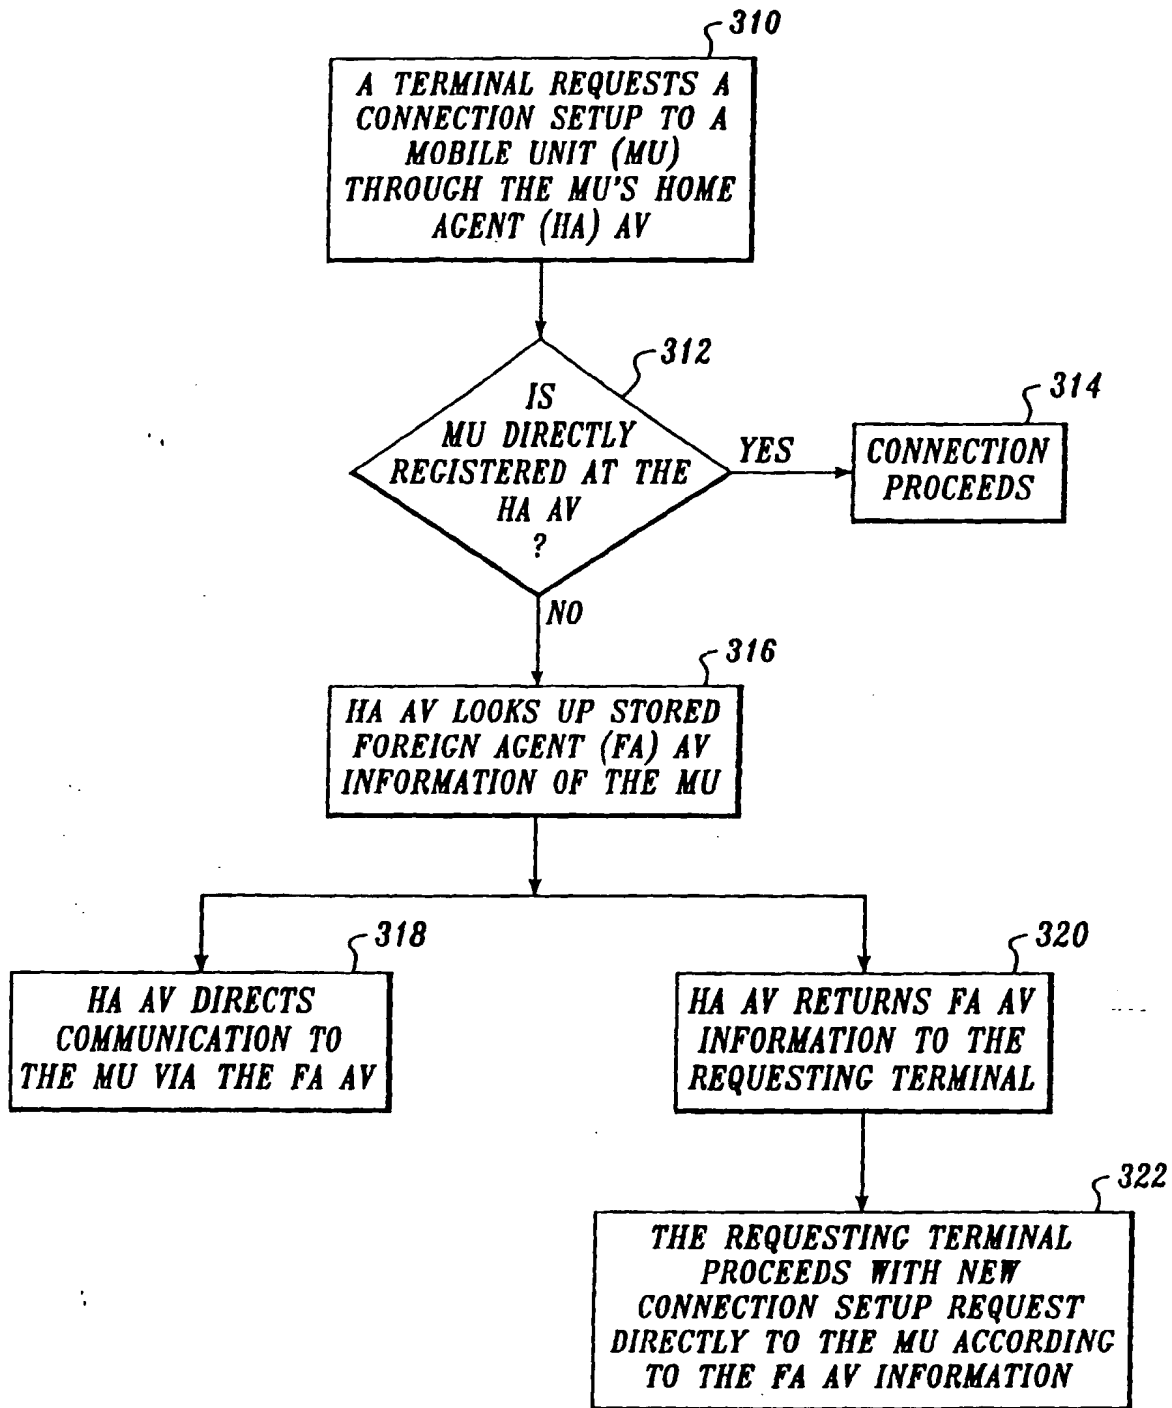 310
A TERMINAL REQUESTS A
CONNECTION SETUP TO A
MOBILE UNIT (MU)
THROUGH THE MU'S HOME
AGENT (HA) AV
312
IS
MU DIRECTLY
REGISTERED AT THE
HA AV
?
YES
314
CONNECTION
PROCEEDS
NO
316
HA AV LOOKS UP STORED
FOREIGN AGENT (FA) AV
INFORMATION OF THE MU
318
HA AV DIRECTS
COMMUNICATION TO
THE MU VIA THE FA AV
320
HA AV RETURNS FA AV
INFORMATION TO THE
REQUESTING TERMINAL
322
THE REQUESTING TERMINAL
PROCEEDS WITH NEW
CONNECTION SETUP REQUEST
DIRECTLY TO THE MU ACCORDING
TO THE FA AV INFORMATION